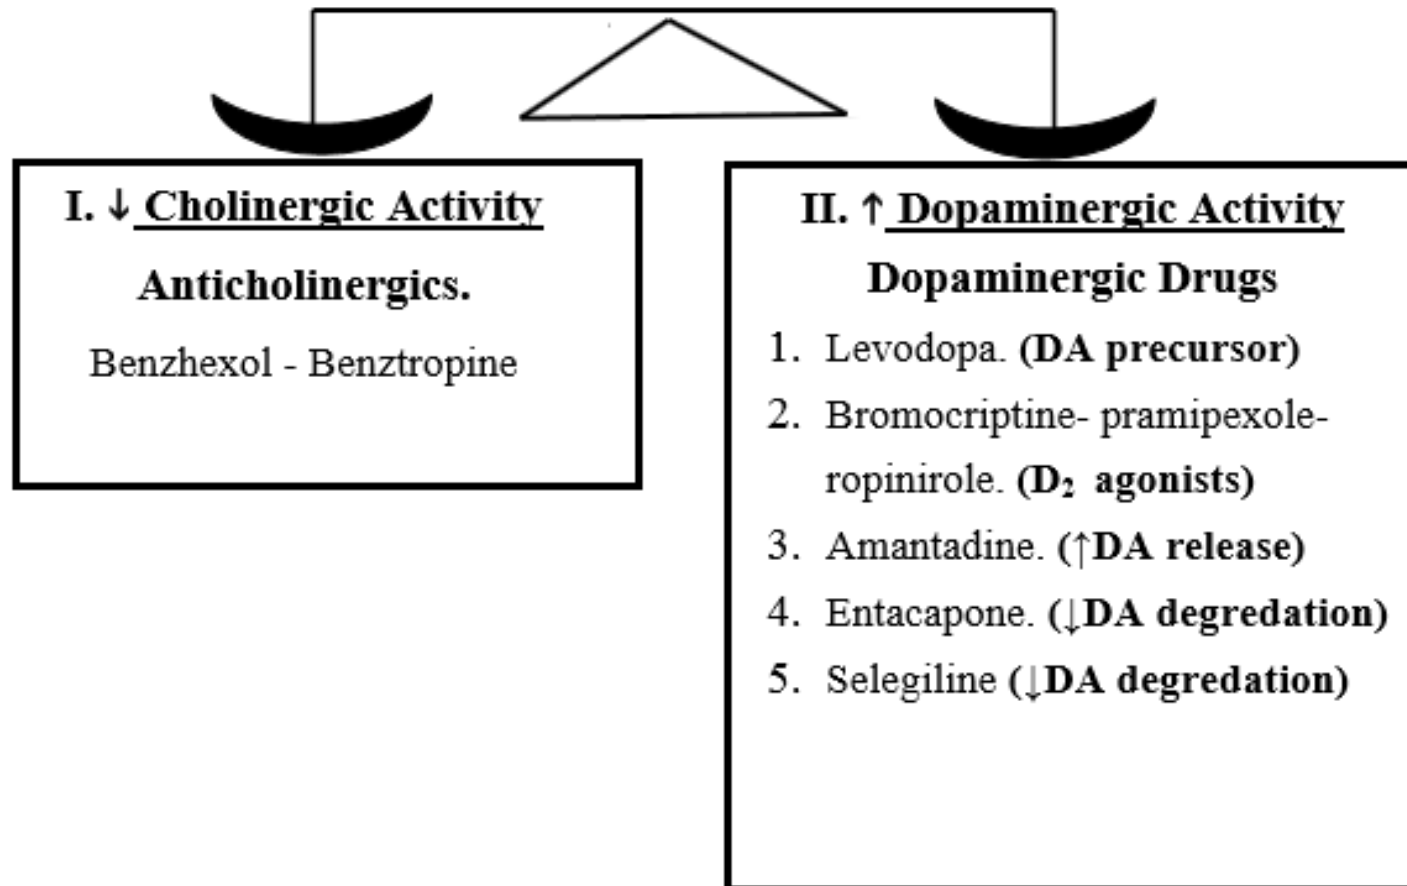 I. ↓ Cholinergic Activity
Anticholinergics.
Benzhexol - Benztropine
II. ↑ Dopaminergic Activity
Dopaminergic Drugs
1. Levodopa. (DA precursor)
2. Bromocriptine- pramipexole-
ropinirole. (D₂ agonists)
3. Amantadine. (↑DA release)
4. Entacapone. (↓DA degredation)
5. Selegiline (↓DA degredation)